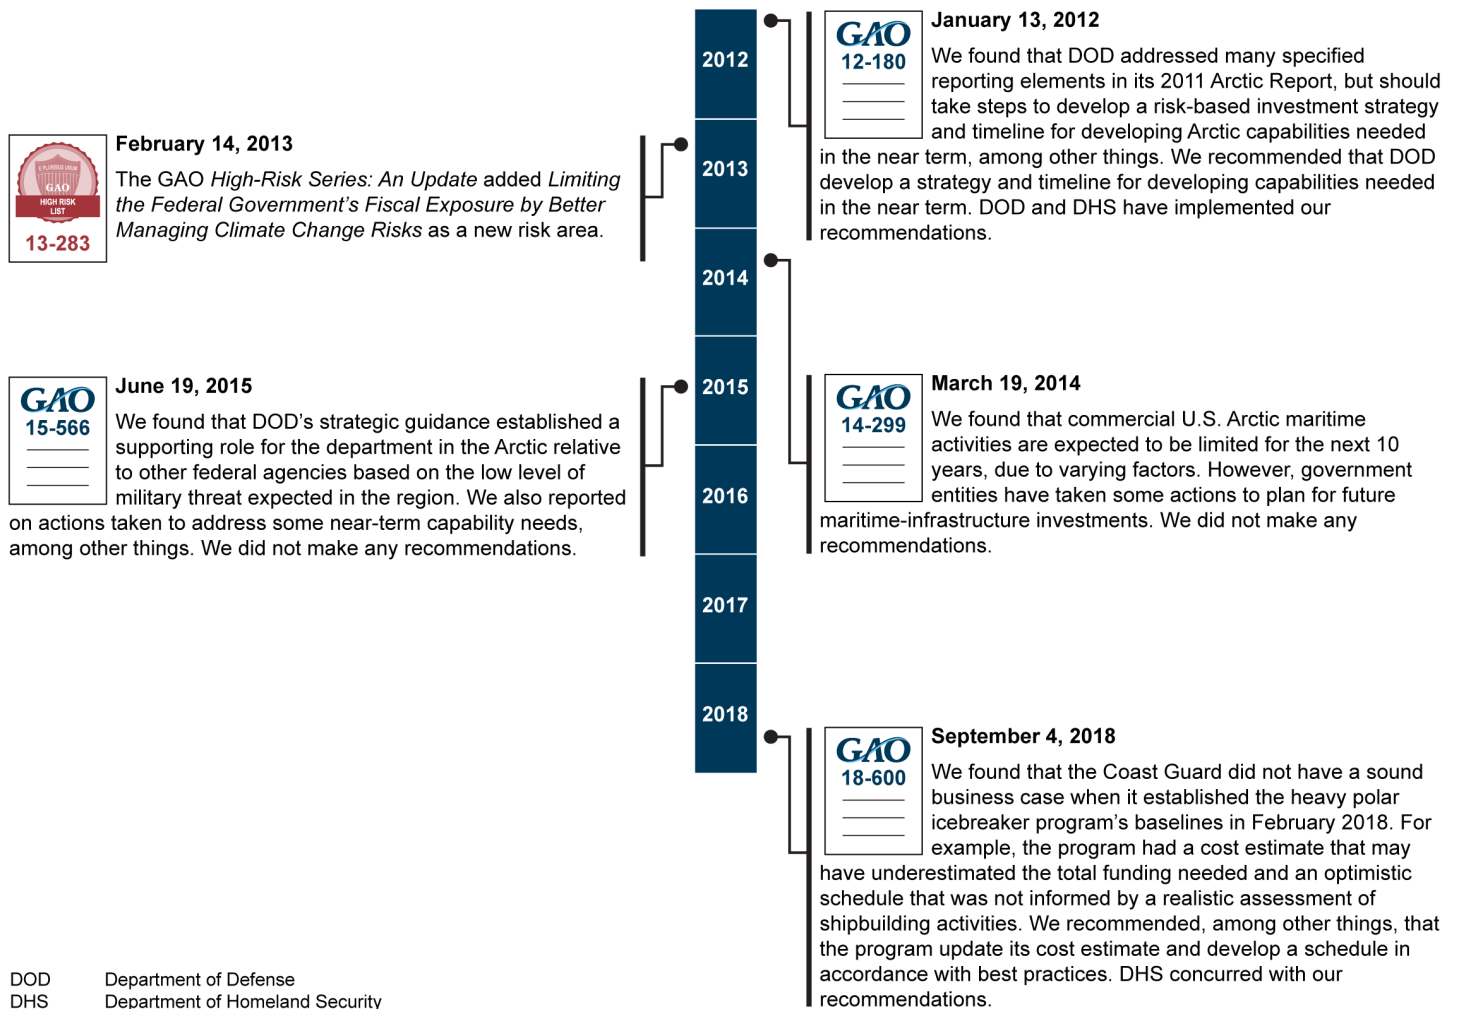 2012
2013
2014
2015
2016
2017
2018
GAO
12-180
January 13, 2012
We found that DOD addressed many specified
reporting elements in its 2011 Arctic Report, but should
take steps to develop a risk-based investment strategy
and timeline for developing Arctic capabilities needed
in the near term, among other things. We recommended that DOD
develop a strategy and timeline for developing capabilities needed
in the near term. DOD and DHS have implemented our
recommendations.
E PLURIBUS UNUM
GAO
HIGH RISK
LIST
13-283
February 14, 2013
The GAO High-Risk Series: An Update added Limiting
the Federal Government's Fiscal Exposure by Better
Managing Climate Change Risks as a new risk area.
GAO
14-299
March 19, 2014
We found that commercial U.S. Arctic maritime
activities are expected to be limited for the next 10
years, due to varying factors. However, government
entities have taken some actions to plan for future
maritime-infrastructure investments. We did not make any
recommendations.
GAO
15-566
June 19, 2015
We found that DOD's strategic guidance established a
supporting role for the department in the Arctic relative
to other federal agencies based on the low level of
military threat expected in the region. We also reported
on actions taken to address some near-term capability needs,
among other things. We did not make any recommendations.
GAO
18-600
September 4, 2018
We found that the Coast Guard did not have a sound
business case when it established the heavy polar
icebreaker program's baselines in February 2018. For
example, the program had a cost estimate that may
have underestimated the total funding needed and an optimistic
schedule that was not informed by a realistic assessment of
shipbuilding activities. We recommended, among other things, that
the program update its cost estimate and develop a schedule in
accordance with best practices. DHS concurred with our
recommendations.
DOD Department of Defense
DHS Department of Homeland Security